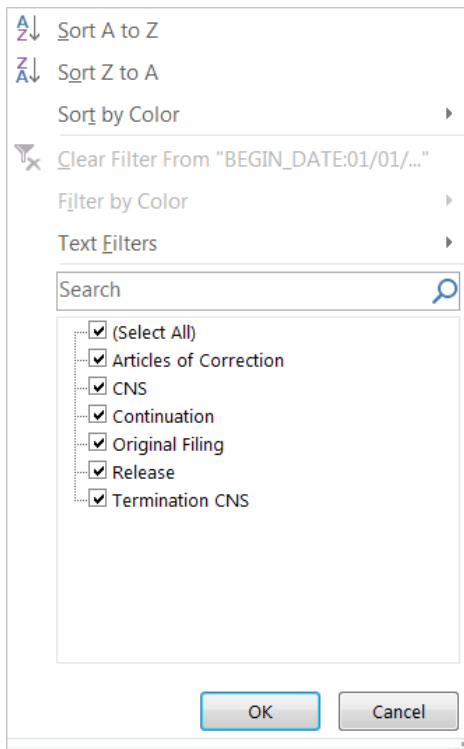 Sort A to Z
Sort Z to A
Sort by Color
Clear Filter From "BEGIN_DATE:01/01/..."
Filter by Color
Text Filters
Search
(Select All)
Articles of Correction
CNS
Continuation
Original Filing
Release
Termination CNS
OK Cancel